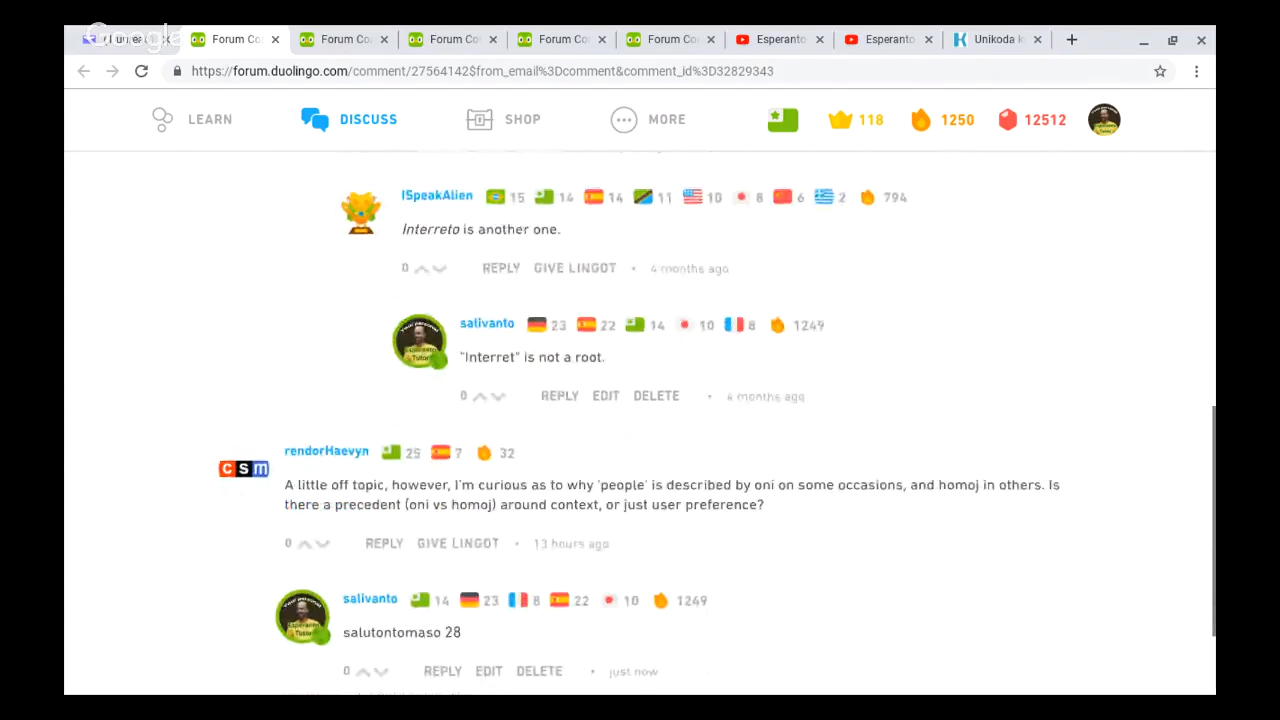 Google
Forum Co
Forum Co
Forum Co
Forum Co
Forum Co
Esperanto
Esperanto
Unikoda k
https://forum.duolingo.com/comment/27564142$from_email%3Dcomment&comment_id%3D32829343
LEARN
DISCUSS
SHOP
MORE
118
1250
12512
ISpeakAlien 15 14 14 11 10 8 6 2 794
Interreto is another one.
0 REPLY GIVE LINGOT • 4 months ago
salivanto 23 22 14 10 8 1249
"Interret" is not a root.
0 REPLY EDIT DELETE • 4 months ago
csm
rendorHaevyn 25 7 32
A little off topic, however, I'm curious as to why 'people' is described by oni on some occasions, and homoj in others. Is
there a precedent (oni vs homoj) around context, or just user preference?
0 REPLY GIVE LINGOT • 13 hours ago
salivanto 14 23 8 22 10 1249
salutontomaso 28
0 REPLY EDIT DELETE • just now